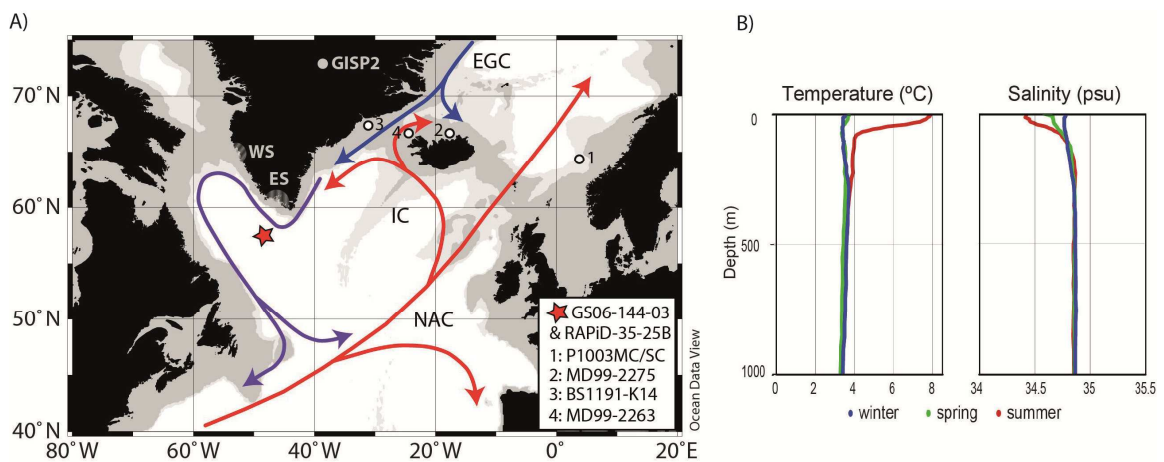 A)
EGC
GISP2
70°N
3
4
2
1
WS
ES
60°N
IC
50°N
NAC
GS06-144-03
& RAPiD-35-25B
1: P1003MC/SC
2: MD99-2275
3: BS1191-K14
4: MD99-2263
40°N
80°W
60°W
40°W
20°W
0°W
20°E
Ocean Data View
B)
Temperature (ºC)
Salinity (psu)
Depth (m)
0
500
1000
0
2
4
6
8
34
34.5
35
35.5
winter
spring
summer